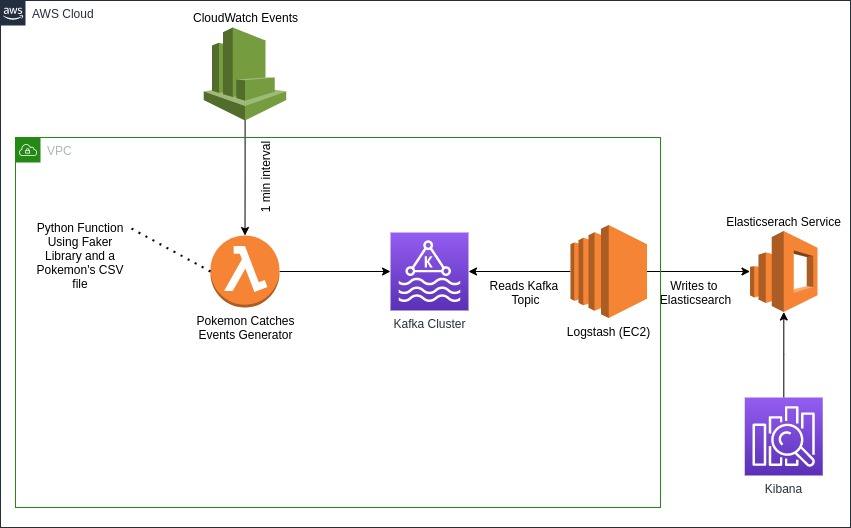 aws
AWS Cloud
CloudWatch Events
VPC
1 min interval
Python Function
Using Faker
Library and a
Pokemon's CSV
file
Pokemon Catches
Events Generator
K
Kafka Cluster
Reads Kafka
Topic
Logstash (EC2)
Writes to
Elasticsearch
Elasticserach Service
Kibana